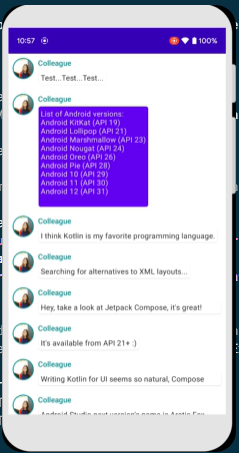 10:57
100%
Colleague
Test...Test...Test...
Colleague
List of Android versions:
Android KitKat (API 19)
Android Lollipop (API 21)
Android Marshmallow (API 23)
Android Nougat (API 24)
Android Oreo (API 26)
Android Pie (API 28)
Android 10 (API 29)
Android 11 (API 30)
Android 12 (API 31)
Colleague
I think Kotlin is my favorite programming language.
Colleague
Searching for alternatives to XML layouts...
Colleague
Hey, take a look at Jetpack Compose, it's great!
Colleague
It's available from API 21+ :)
Colleague
Writing Kotlin for UI seems so natural, Compose
Colleague
Android Studio next version's name is Arctic Fox